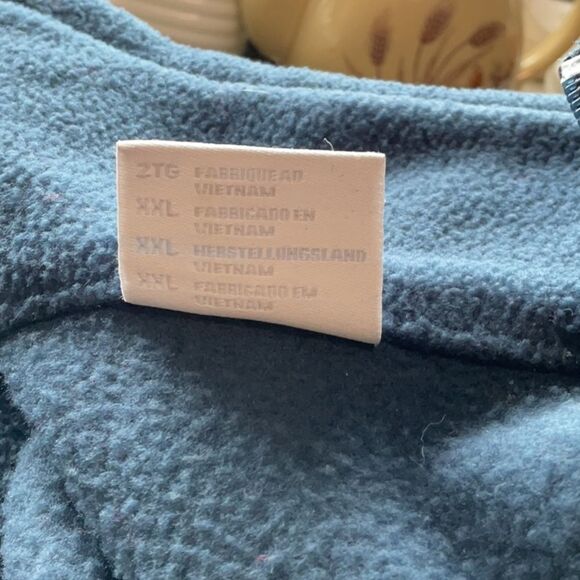 2TG FABRIQUE AU
VIETNAM
XXL FABRICADO EN
VIETNAM
XXL HERSTELLUNGSLAND
VIETNAM
XXL FABRICADO EM
VIETNAM